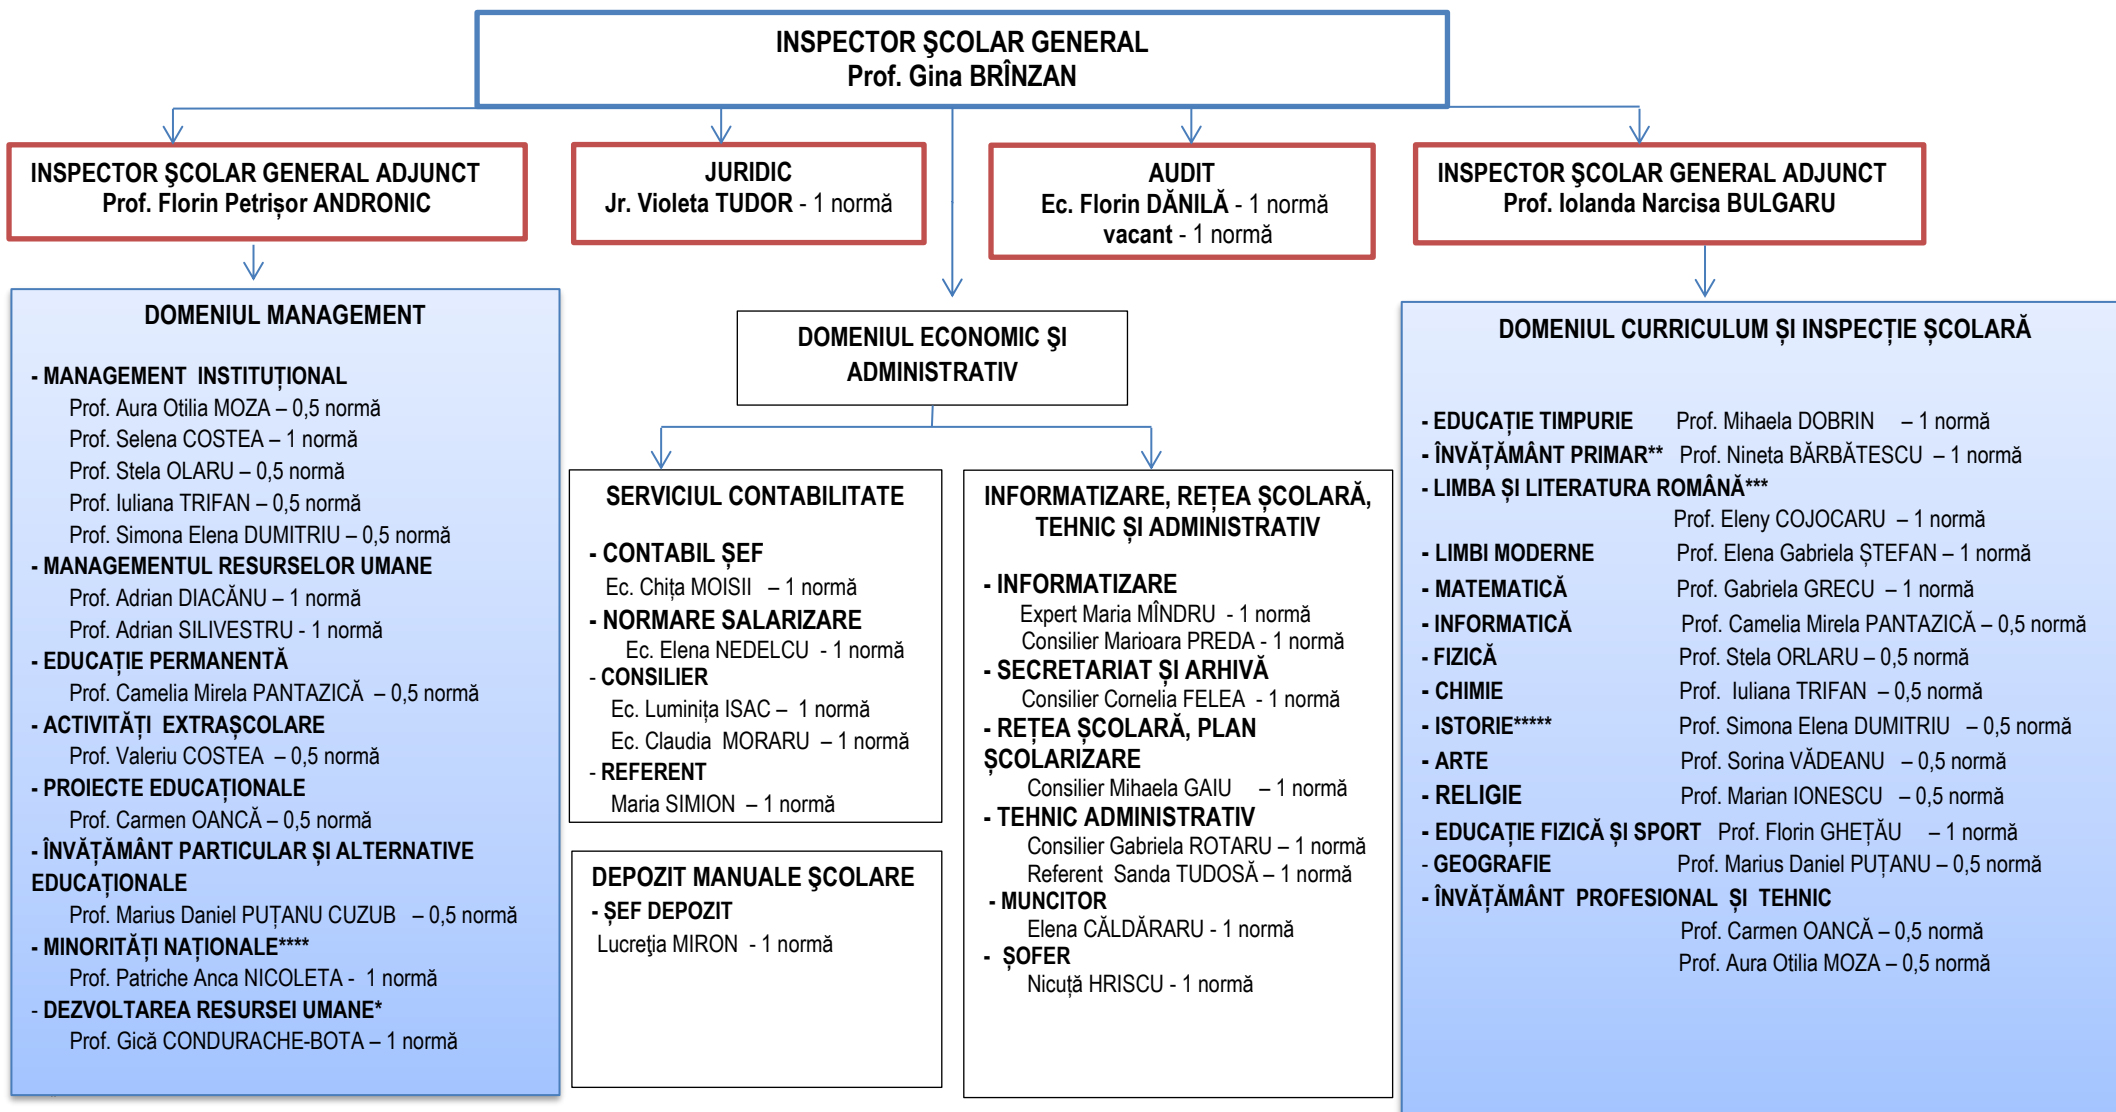 INSPECTOR ŞCOLAR GENERAL
Prof. Gina BRÎNZAN
INSPECTOR ŞCOLAR GENERAL ADJUNCT
Prof. Florin Petrișor ANDRONIC
JURIDIC
Jr. Violeta TUDOR - 1 normă
AUDIT
Ec. Florin DĂNILĂ - 1 normă
vacant - 1 normă
INSPECTOR ŞCOLAR GENERAL ADJUNCT
Prof. Iolanda Narcisa BULGARU
DOMENIUL MANAGEMENT
- MANAGEMENT INSTITUȚIONAL
Prof. Aura Otilia MOZA – 0,5 normă
Prof. Selena COSTEA – 1 normă
Prof. Stela OLARU – 0,5 normă
Prof. Iuliana TRIFAN – 0,5 normă
Prof. Simona Elena DUMITRIU – 0,5 normă
- MANAGEMENTUL RESURSELOR UMANE
Prof. Adrian DIACĂNU – 1 normă
Prof. Adrian SILIVESTRU - 1 normă
- EDUCAȚIE PERMANENTĂ
Prof. Camelia Mirela PANTAZICĂ – 0,5 normă
- ACTIVITĂȚI EXTRAȘCOLARE
Prof. Valeriu COSTEA – 0,5 normă
- PROIECTE EDUCAȚIONALE
Prof. Carmen OANCĂ – 0,5 normă
- ÎNVĂȚĂMÂNT PARTICULAR ȘI ALTERNATIVE
EDUCAȚIONALE
Prof. Marius Daniel PUȚANU CUZUB – 0,5 normă
- MINORITĂȚI NAȚIONALE****
Prof. Patriche Anca NICOLETA - 1 normă
- DEZVOLTAREA RESURSEI UMANE*
Prof. Gică CONDURACHE-BOTA – 1 normă
DOMENIUL ECONOMIC ŞI
ADMINISTRATIV
SERVICIUL CONTABILITATE
- CONTABIL ȘEF
Ec. Chița MOISII – 1 normă
- NORMARE SALARIZARE
Ec. Elena NEDELCU - 1 normă
- CONSILIER
Ec. Luminița ISAC – 1 normă
Ec. Claudia MORARU – 1 normă
- REFERENT
Maria SIMION – 1 normă
DEPOZIT MANUALE ŞCOLARE
- ȘEF DEPOZIT
Lucreţia MIRON - 1 normă
INFORMATIZARE, REȚEA ȘCOLARĂ,
TEHNIC ȘI ADMINISTRATIV
- INFORMATIZARE
Expert Maria MÎNDRU - 1 normă
Consilier Marioara PREDA - 1 normă
- SECRETARIAT ȘI ARHIVĂ
Consilier Cornelia FELEA - 1 normă
- REȚEA ȘCOLARĂ, PLAN
ȘCOLARIZARE
Consilier Mihaela GAIU – 1 normă
- TEHNIC ADMINISTRATIV
Consilier Gabriela ROTARU – 1 normă
Referent Sanda TUDOSĂ – 1 normă
- MUNCITOR
Elena CĂLDĂRARU - 1 normă
- ȘOFER
Nicuță HRISCU - 1 normă
DOMENIUL CURRICULUM ȘI INSPECȚIE ȘCOLARĂ
- EDUCAȚIE TIMPURIE Prof. Mihaela DOBRIN – 1 normă
- ÎNVĂȚĂMÂNT PRIMAR** Prof. Nineta BĂRBĂTESCU – 1 normă
- LIMBA ȘI LITERATURA ROMÂNĂ***
Prof. Eleny COJOCARU – 1 normă
- LIMBI MODERNE Prof. Elena Gabriela ȘTEFAN – 1 normă
- MATEMATICĂ Prof. Gabriela GRECU – 1 normă
- INFORMATICĂ Prof. Camelia Mirela PANTAZICĂ – 0,5 normă
- FIZICĂ Prof. Stela ORLARU – 0,5 normă
- CHIMIE Prof. Iuliana TRIFAN – 0,5 normă
- ISTORIE***** Prof. Simona Elena DUMITRIU – 0,5 normă
- ARTE Prof. Sorina VĂDEANU – 0,5 normă
- RELIGIE Prof. Marian IONESCU – 0,5 normă
- EDUCAȚIE FIZICĂ ȘI SPORT Prof. Florin GHEȚĂU – 1 normă
- GEOGRAFIE Prof. Marius Daniel PUȚANU – 0,5 normă
- ÎNVĂȚĂMÂNT PROFESIONAL ȘI TEHNIC
Prof. Carmen OANCĂ – 0,5 normă
Prof. Aura Otilia MOZA – 0,5 normă